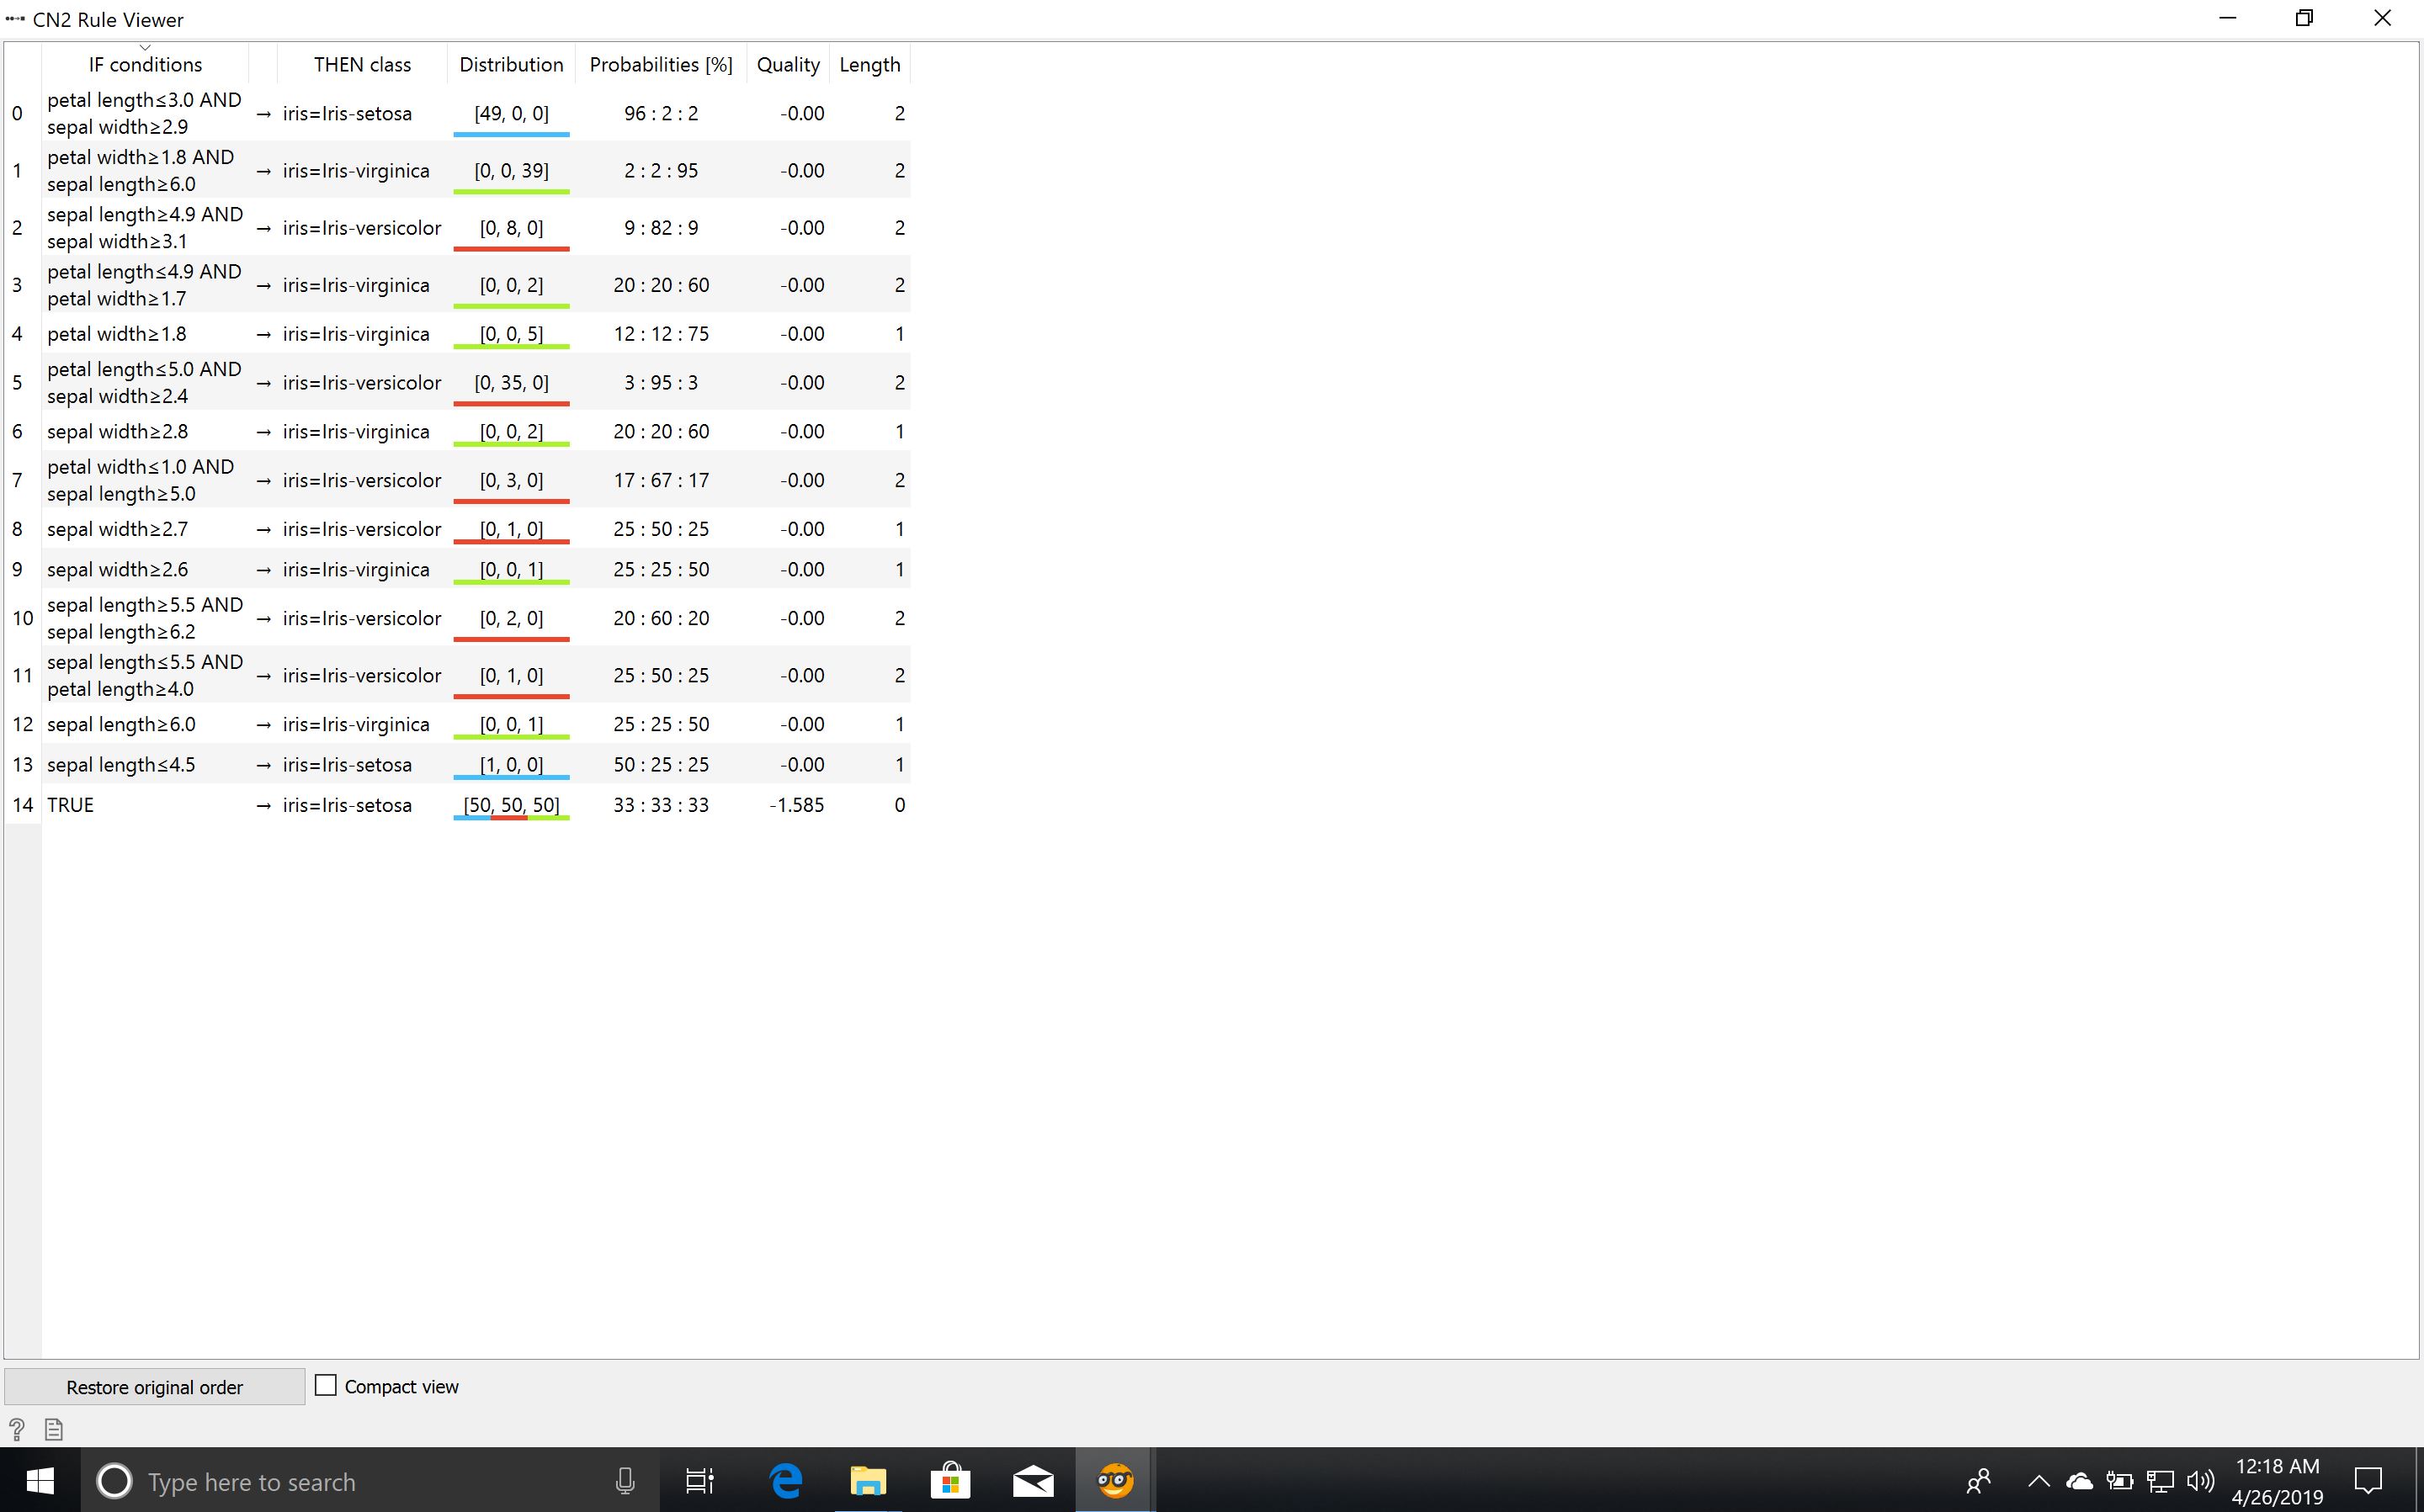 CN2 Rule Viewer
IF conditions THEN class Distribution Probabilities [%] Quality Length
0 petal length≤3.0 AND
sepal width≥2.9 → iris=Iris-setosa [49, 0, 0] 96 : 2 : 2 -0.00 2
1 petal width≥1.8 AND
sepal length≥6.0 → iris=Iris-virginica [0, 0, 39] 2 : 2 : 95 -0.00 2
2 sepal length≥4.9 AND
sepal width≥3.1 → iris=Iris-versicolor [0, 8, 0] 9 : 82 : 9 -0.00 2
3 petal length≤4.9 AND
petal width≥1.7 → iris=Iris-virginica [0, 0, 2] 20 : 20 : 60 -0.00 2
4 petal width≥1.8 → iris=Iris-virginica [0, 0, 5] 12 : 12 : 75 -0.00 1
5 petal length≤5.0 AND
sepal width≥2.4 → iris=Iris-versicolor [0, 35, 0] 3 : 95 : 3 -0.00 2
6 sepal width≥2.8 → iris=Iris-virginica [0, 0, 2] 20 : 20 : 60 -0.00 1
7 petal width≤1.0 AND
sepal length≥5.0 → iris=Iris-versicolor [0, 3, 0] 17 : 67 : 17 -0.00 2
8 sepal width≥2.7 → iris=Iris-versicolor [0, 1, 0] 25 : 50 : 25 -0.00 1
9 sepal width≥2.6 → iris=Iris-virginica [0, 0, 1] 25 : 25 : 50 -0.00 1
10 sepal length≥5.5 AND
sepal length≥6.2 → iris=Iris-versicolor [0, 2, 0] 20 : 60 : 20 -0.00 2
11 sepal length≤5.5 AND
petal length≥4.0 → iris=Iris-versicolor [0, 1, 0] 25 : 50 : 25 -0.00 2
12 sepal length≥6.0 → iris=Iris-virginica [0, 0, 1] 25 : 25 : 50 -0.00 1
13 sepal length≤4.5 → iris=Iris-setosa [1, 0, 0] 50 : 25 : 25 -0.00 1
14 TRUE → iris=Iris-setosa [50, 50, 50] 33 : 33 : 33 -1.585 0
Restore original order Compact view
?
Type here to search
12:18 AM
4/26/2019